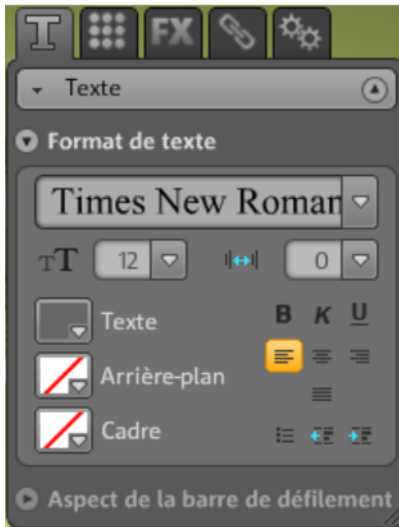 T FX
Texte
Format de texte
Times New Roman
TT 12 0
Texte B K U
Arrière-plan
Cadre
Aspect de la barre de défilement